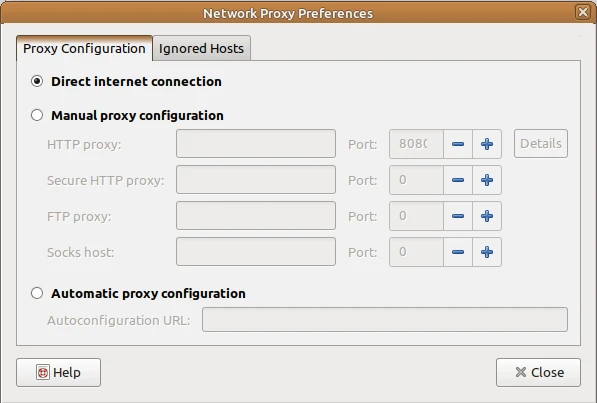 Network Proxy Preferences
Proxy Configuration Ignored Hosts
Direct internet connection
Manual proxy configuration
HTTP proxy: Port: 8080 Details
Secure HTTP proxy: Port: 0
FTP proxy: Port: 0
Socks host: Port: 0
Automatic proxy configuration
Autoconfiguration URL:
Help Close